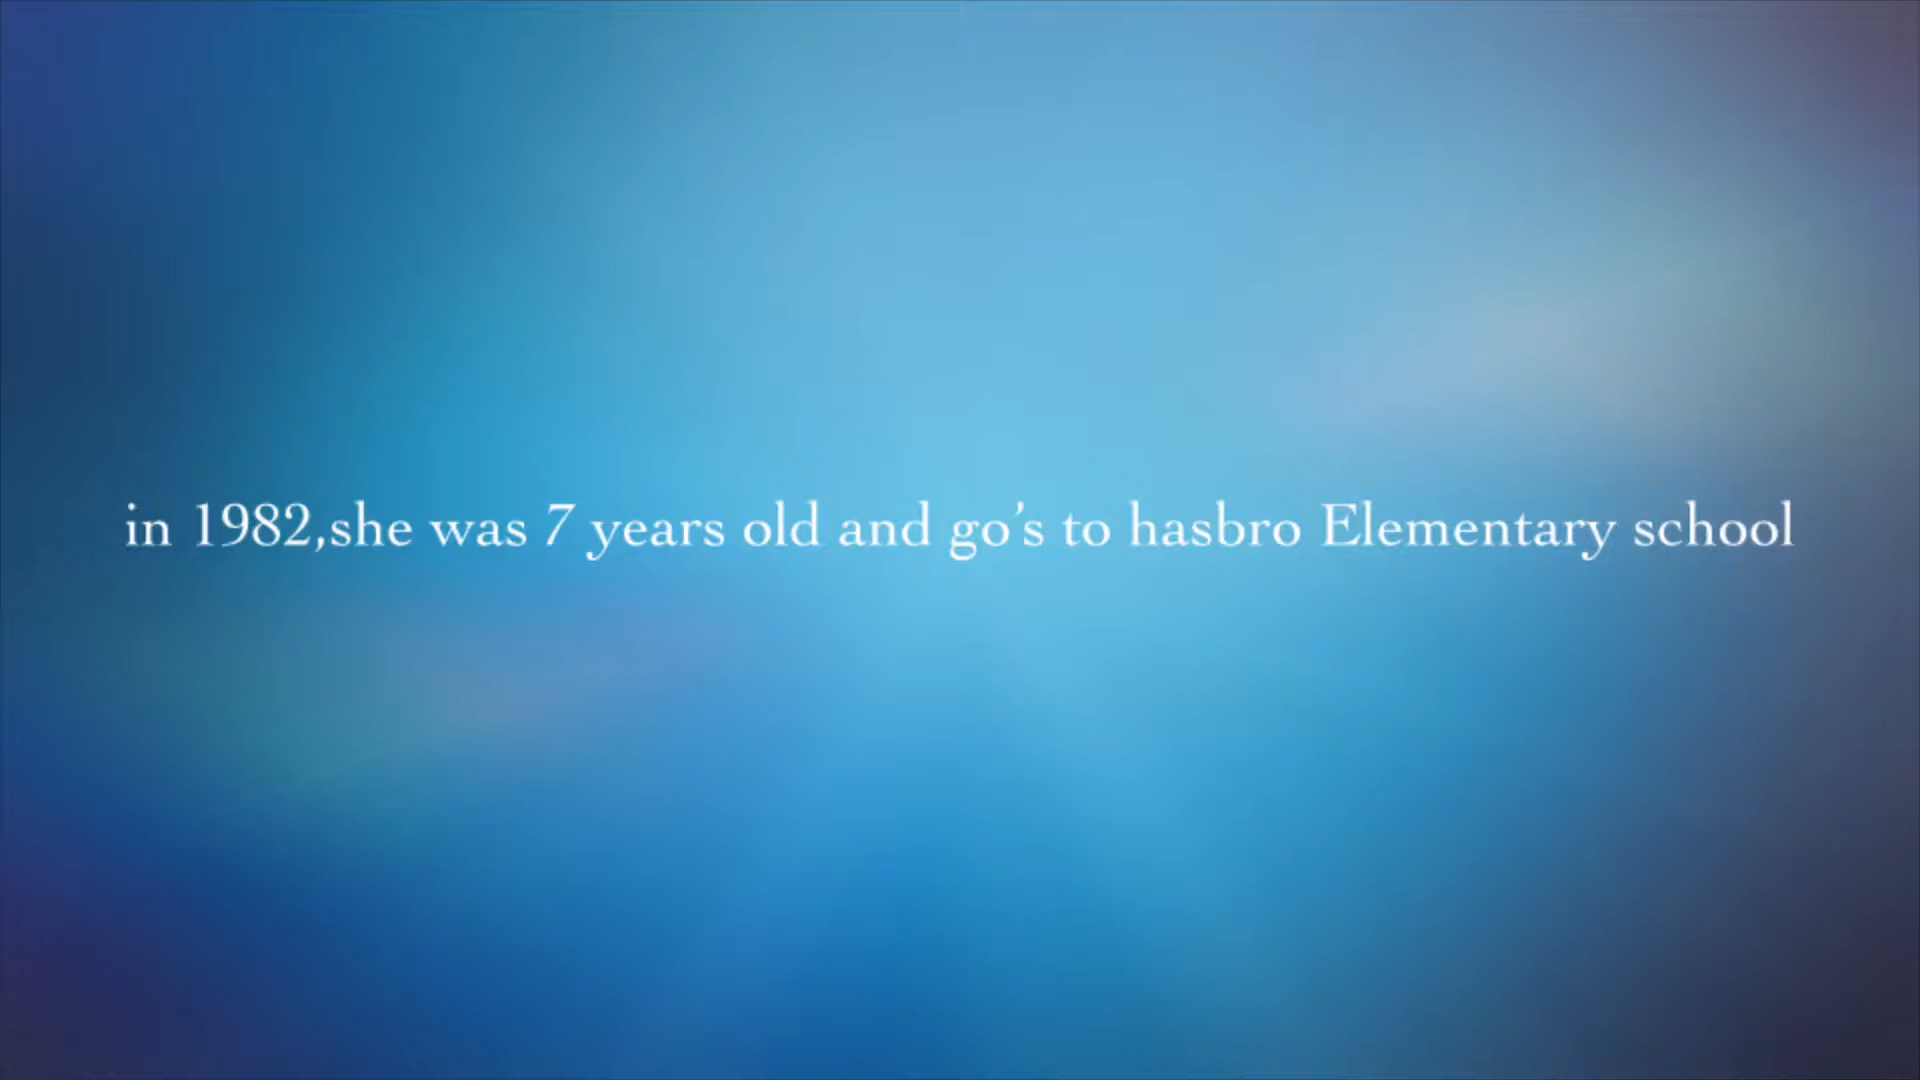 in 1982,she was 7 years old and go’s to hasbro Elementary school